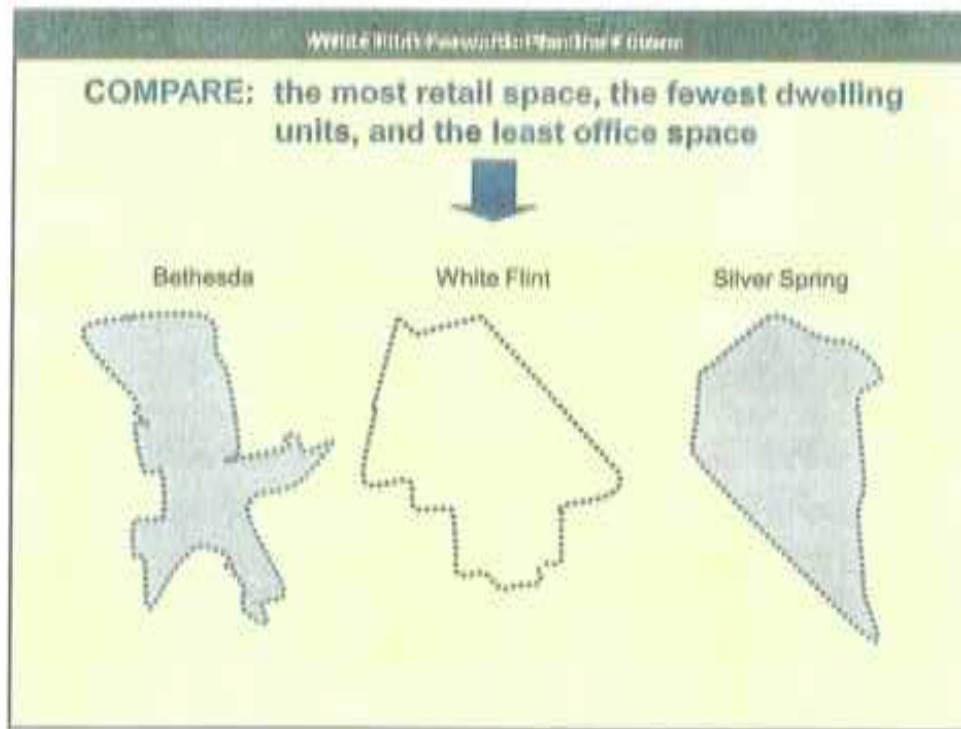 COMPARE: the most retail space, the fewest dwelling
units, and the least office space
Bethesda
White Flint
Silver Spring